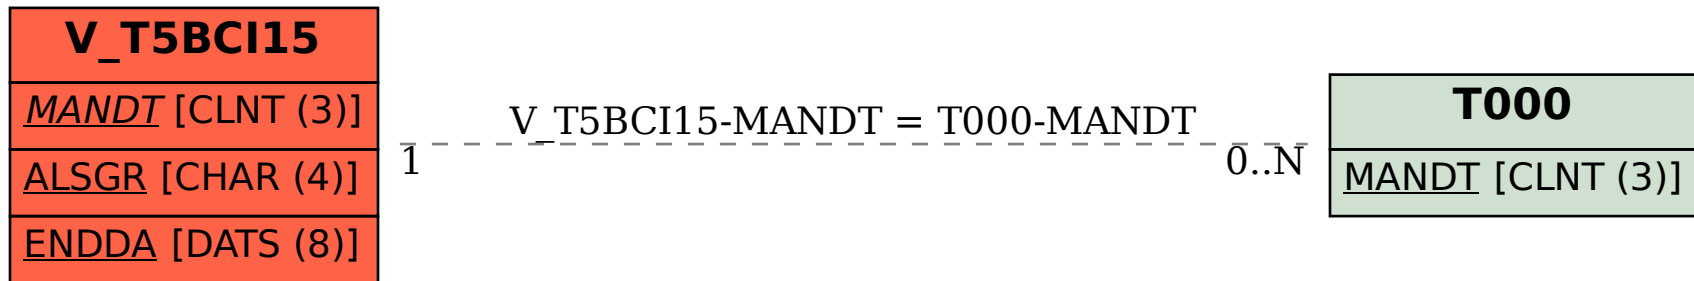 V_T5BCI15
MANDT [CLNT (3)]
ALSGR [CHAR (4)]
ENDDA [DATS (8)]
V_T5BCI15-MANDT = T000-MANDT
1
0..N
T000
MANDT [CLNT (3)]